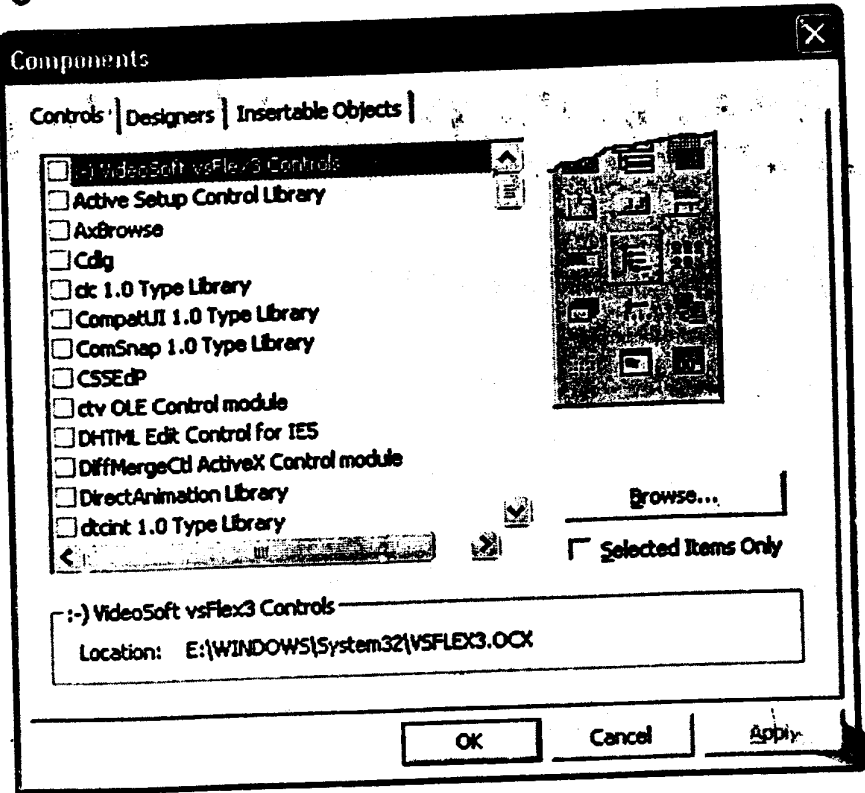 Components
Controls Designers Insertable Objects
:-) VideoSoft vsFlex3 Controls
Active Setup Control Library
AxBrowse
Cdlg
clc 1.0 Type Library
CompatUI 1.0 Type Library
ComSnap 1.0 Type Library
CSSEdP
ctv OLE Control module
DHTML Edit Control for IE5
DiffMergeCtl ActiveX Control module
DirectAnimation Library
dtcint 1.0 Type Library
Browse...
Selected Items Only
:-) VideoSoft vsFlex3 Controls
Location: E:\WINDOWS\System32\VSFLEX3.OCX
OK Cancel Apply